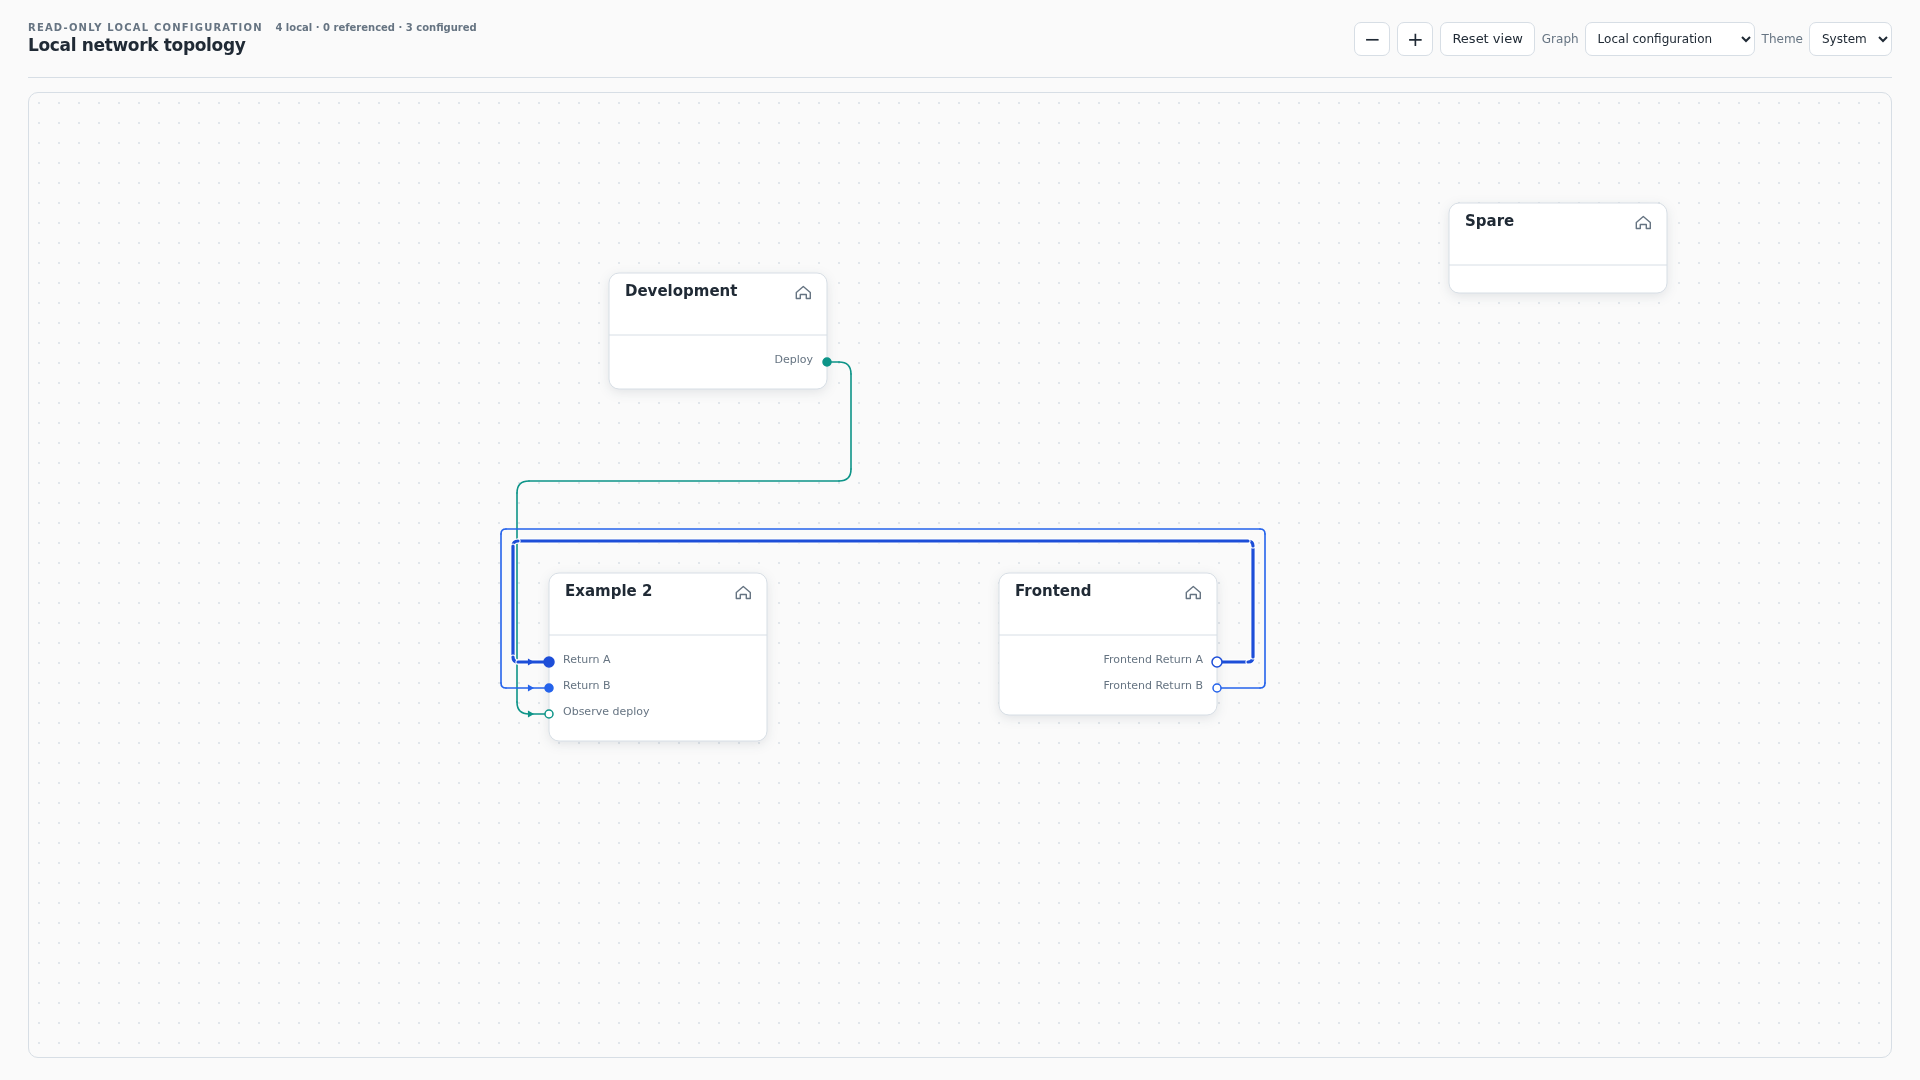 READ-ONLY LOCAL CONFIGURATION 4 local · 0 referenced · 3 configured
Local network topology
− + Reset view Graph Local configuration Theme System
Spare
Development
Deploy
Example 2
Return A
Return B
Observe deploy
Frontend
Frontend Return A
Frontend Return B